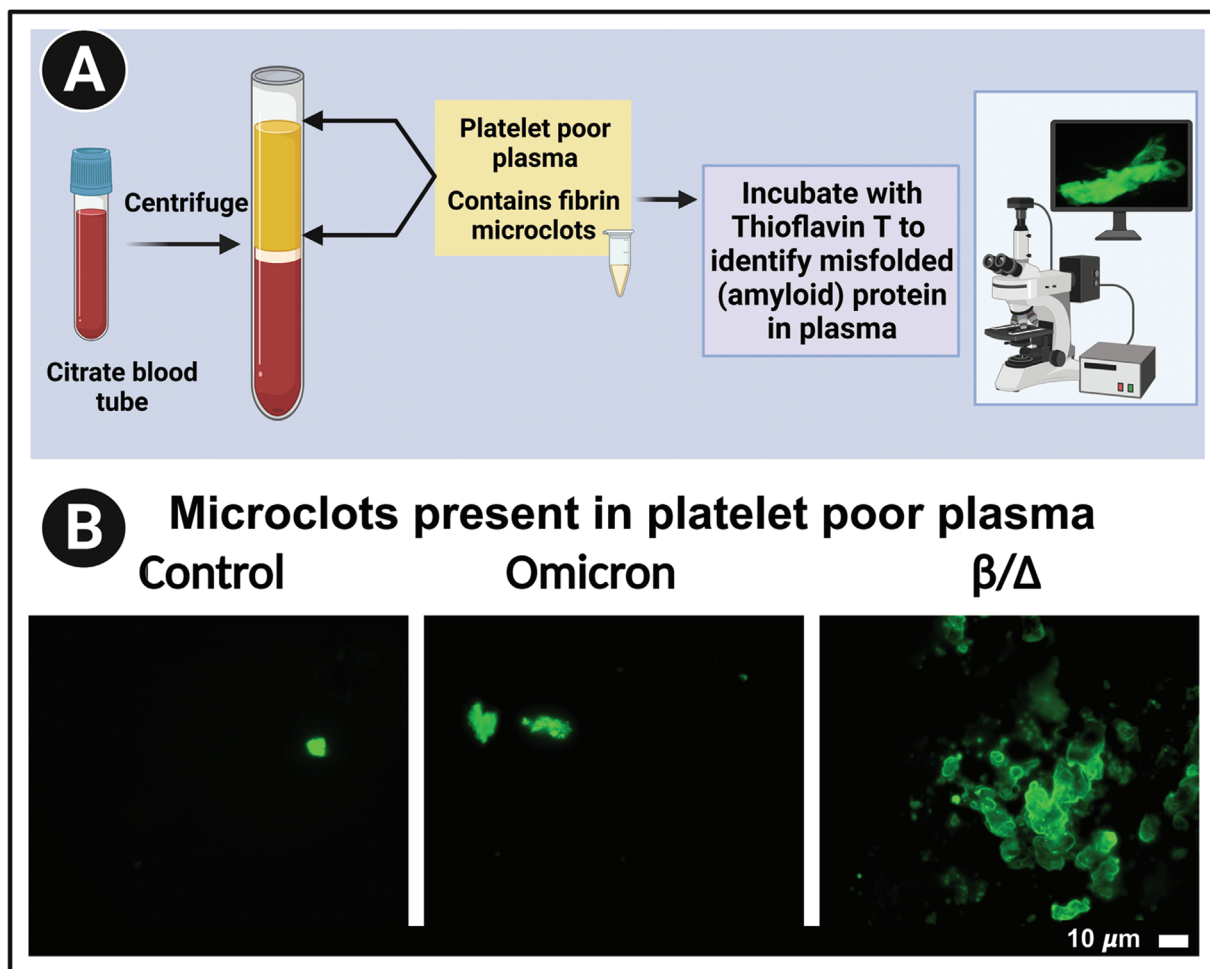 A
Citrate blood
tube
Centrifuge
Platelet poor
plasma
Contains fibrin
microclots
Incubate with
Thioflavin T to
identify misfolded
(amyloid) protein
in plasma
B
Microclots present in platelet poor plasma
Control
Omicron
β/Δ
10 µm